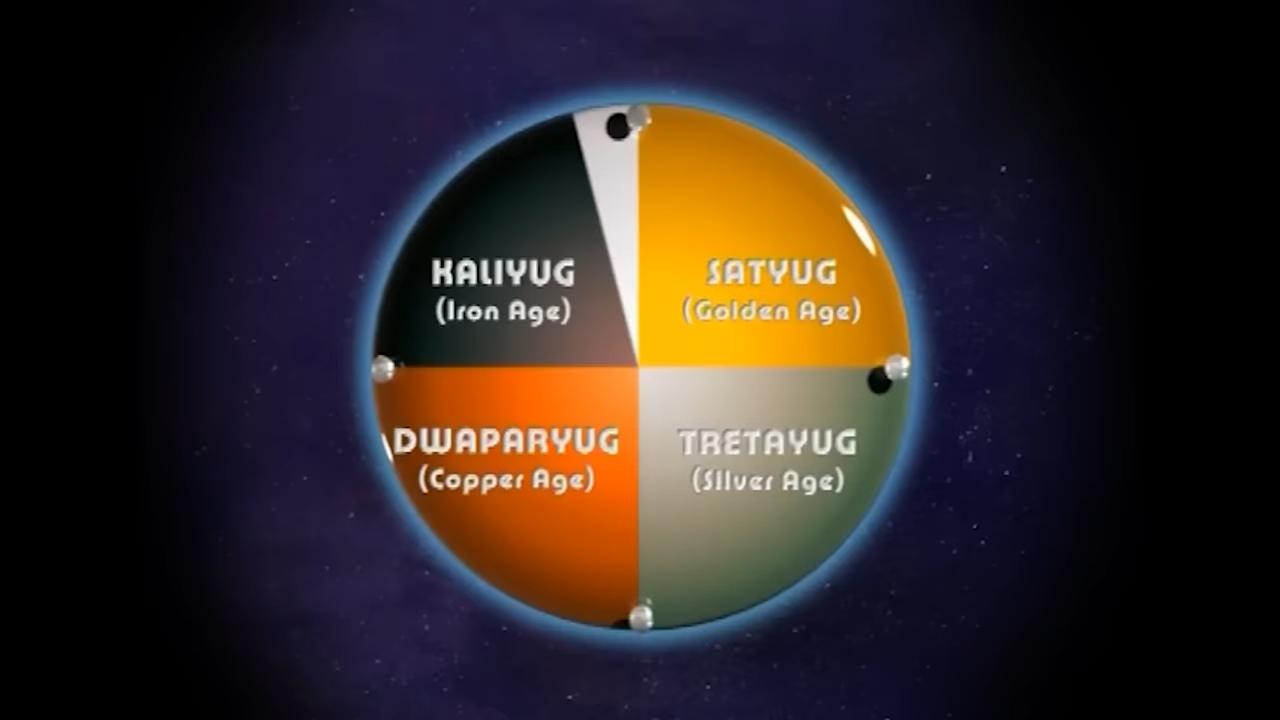 KALIYUG
(Iron Age)
SATYUG
(Golden Age)
DWAPARYUG
(Copper Age)
TRETAYUG
(Silver Age)